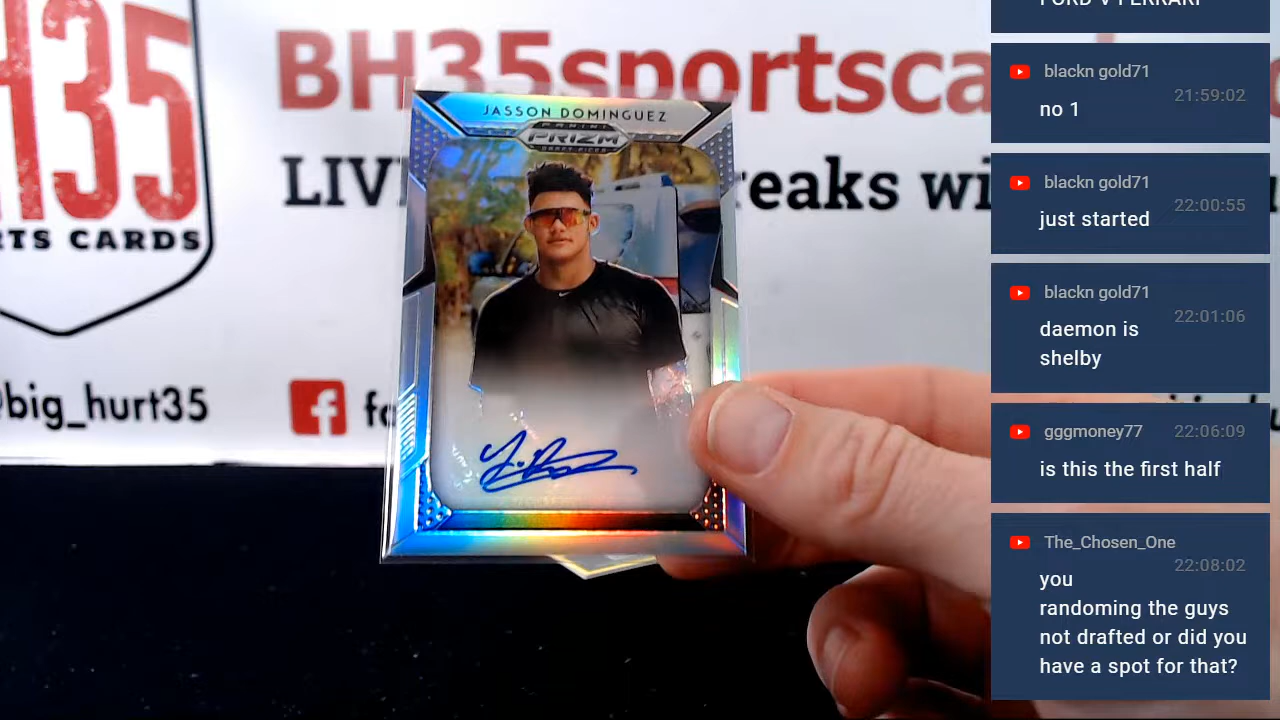 H35
RTS CARDS
BH35sportsca
LIV
reaks wi
big_hurt35
f
JASSON DOMINGUEZ
PANINI
PRIZM
DRAFT PICKS
blackn gold71
21:59:02
no 1
blackn gold71
22:00:55
just started
blackn gold71
22:01:06
daemon is
shelby
gggmoney77
22:06:09
is this the first half
The_Chosen_One
22:08:02
you
randoming the guys
not drafted or did you
have a spot for that?